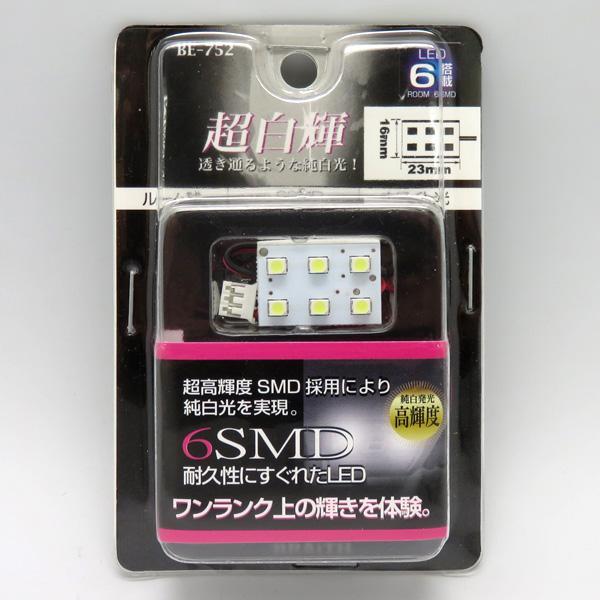 BE-752
LED
6搭載
ROOM 6SMD
超白輝
透き通るような純白光!
16mm
23mm
超高輝度 SMD 採用により
純白光を実現。
6SMD
耐久性にすぐれたLED
純白発光
高輝度
ワンランク上の輝きを体験。